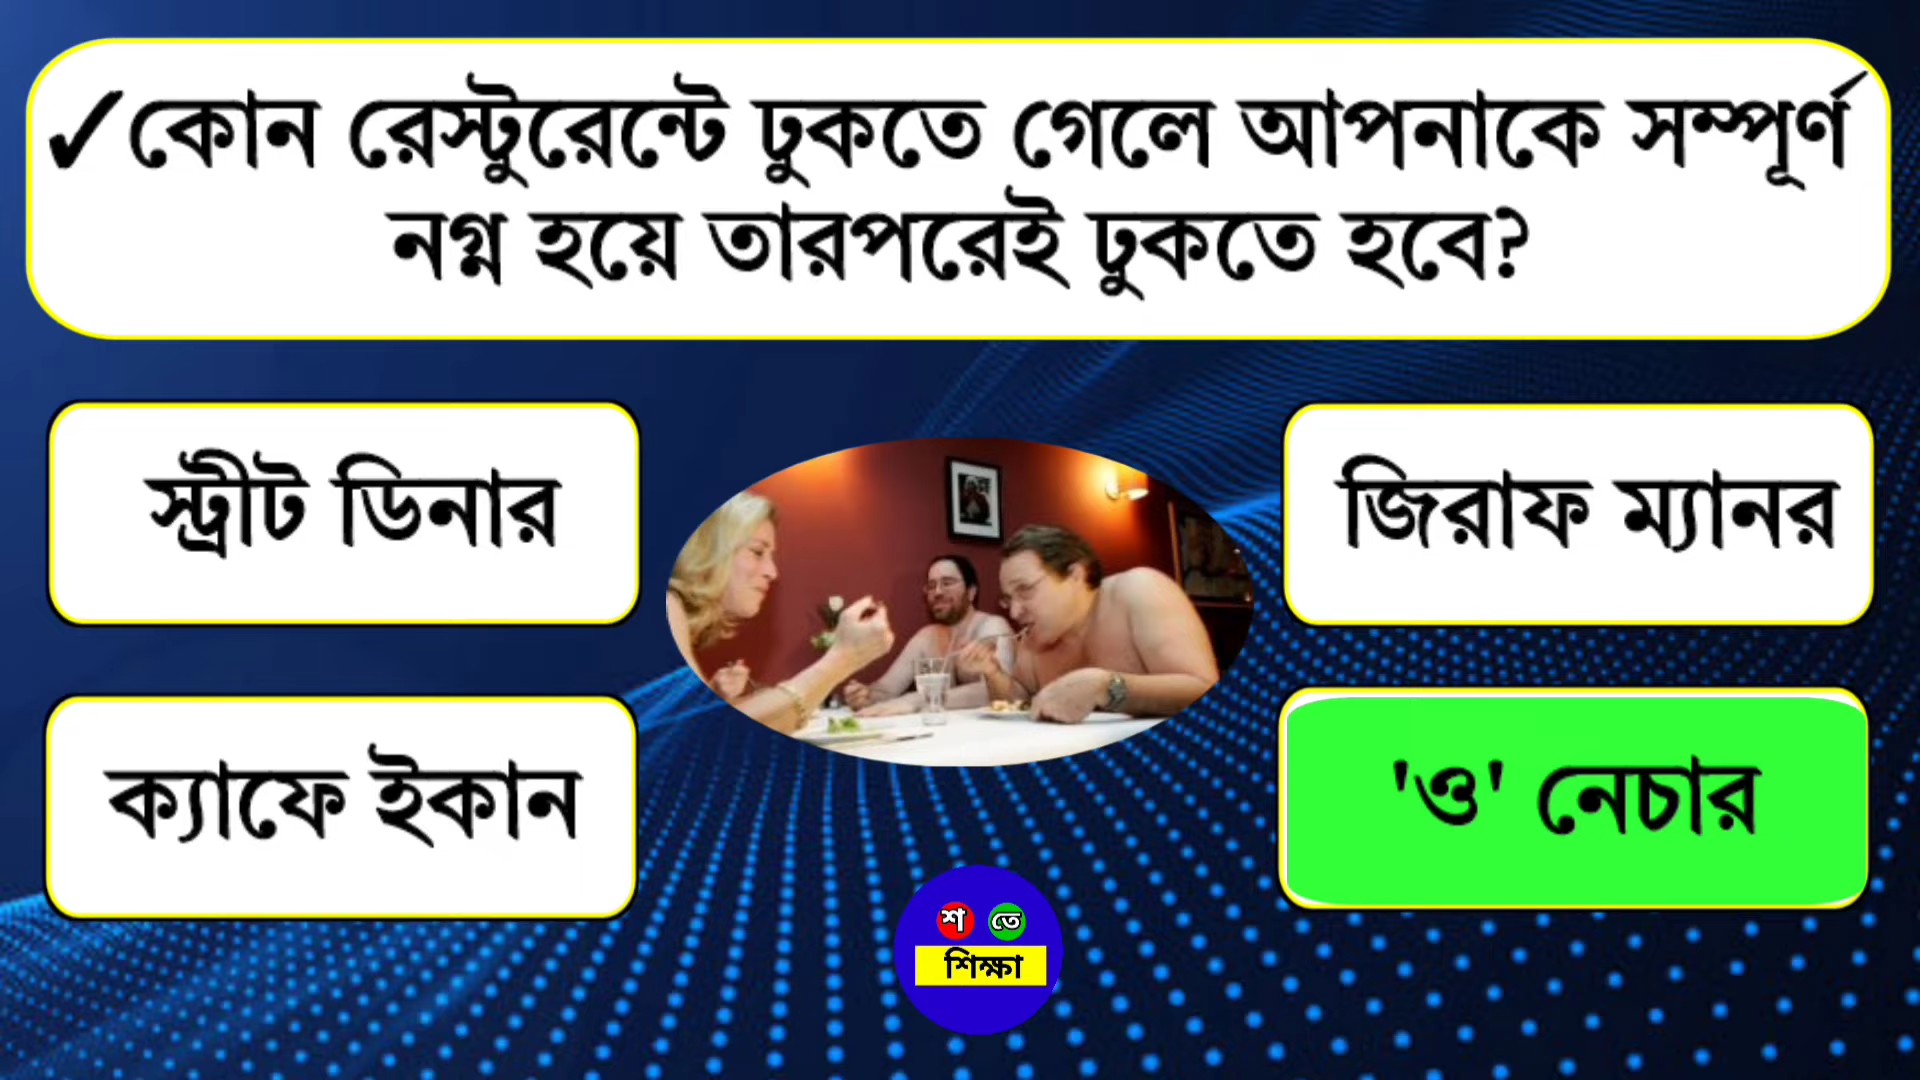 ✓কোন রেস্টুরেন্টে ঢুকতে গেলে আপনাকে সম্পূর্ণ
নগ্ন হয়ে তারপরেই ঢুকতে হবে?
স্ট্রীট ডিনার
জিরাফ ম্যানর
ক্যাফে ইকান
'ও' নেচার
শ তে
শিক্ষা